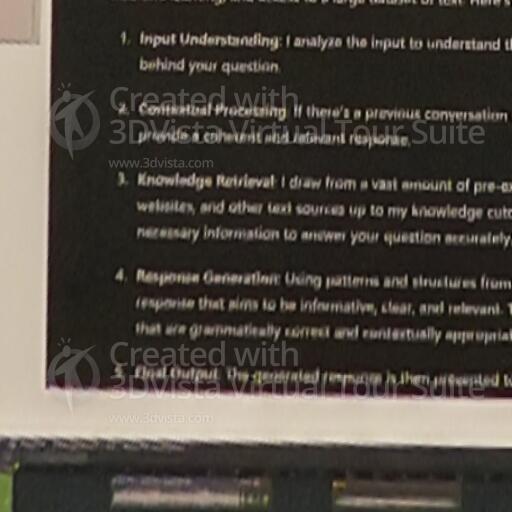 1. Input Understanding: I analyze the input to understand
behind your question.
2. Contextual Processing: If there's a previous conversation
provide a coherent and relevant response.
3. Knowledge Retrieval: I draw from a vast amount of
websites, and other text sources up to my knowledge
necessary information to answer your question accurately.
4. Response Generation: Using patterns and structures from
response that aims to be informative, clear, and relevant.
that are grammatically correct and contextually
5. Final Output: The generated response is then presented
Created with
3DVista Virtual Tour Suite
www.3dvista.com
Created with
3DVista Virtual Tour Suite
www.3dvista.com